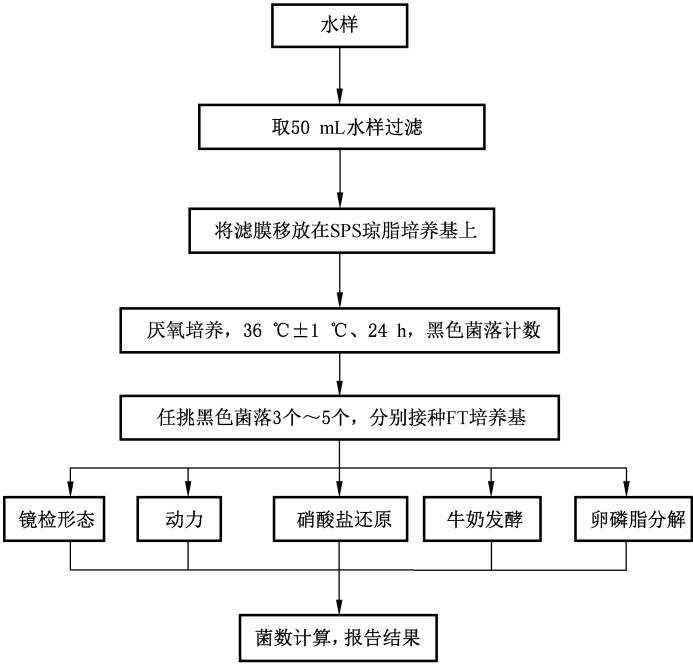 水样
取50 mL水样过滤
将滤膜移放在SPS琼脂培养基上
厌氧培养，36 ℃±1 ℃、24 h，黑色菌落计数
任挑黑色菌落3个～5个，分别接种FT培养基
镜检形态
动力
硝酸盐还原
牛奶发酵
卵磷脂分解
菌数计算，报告结果